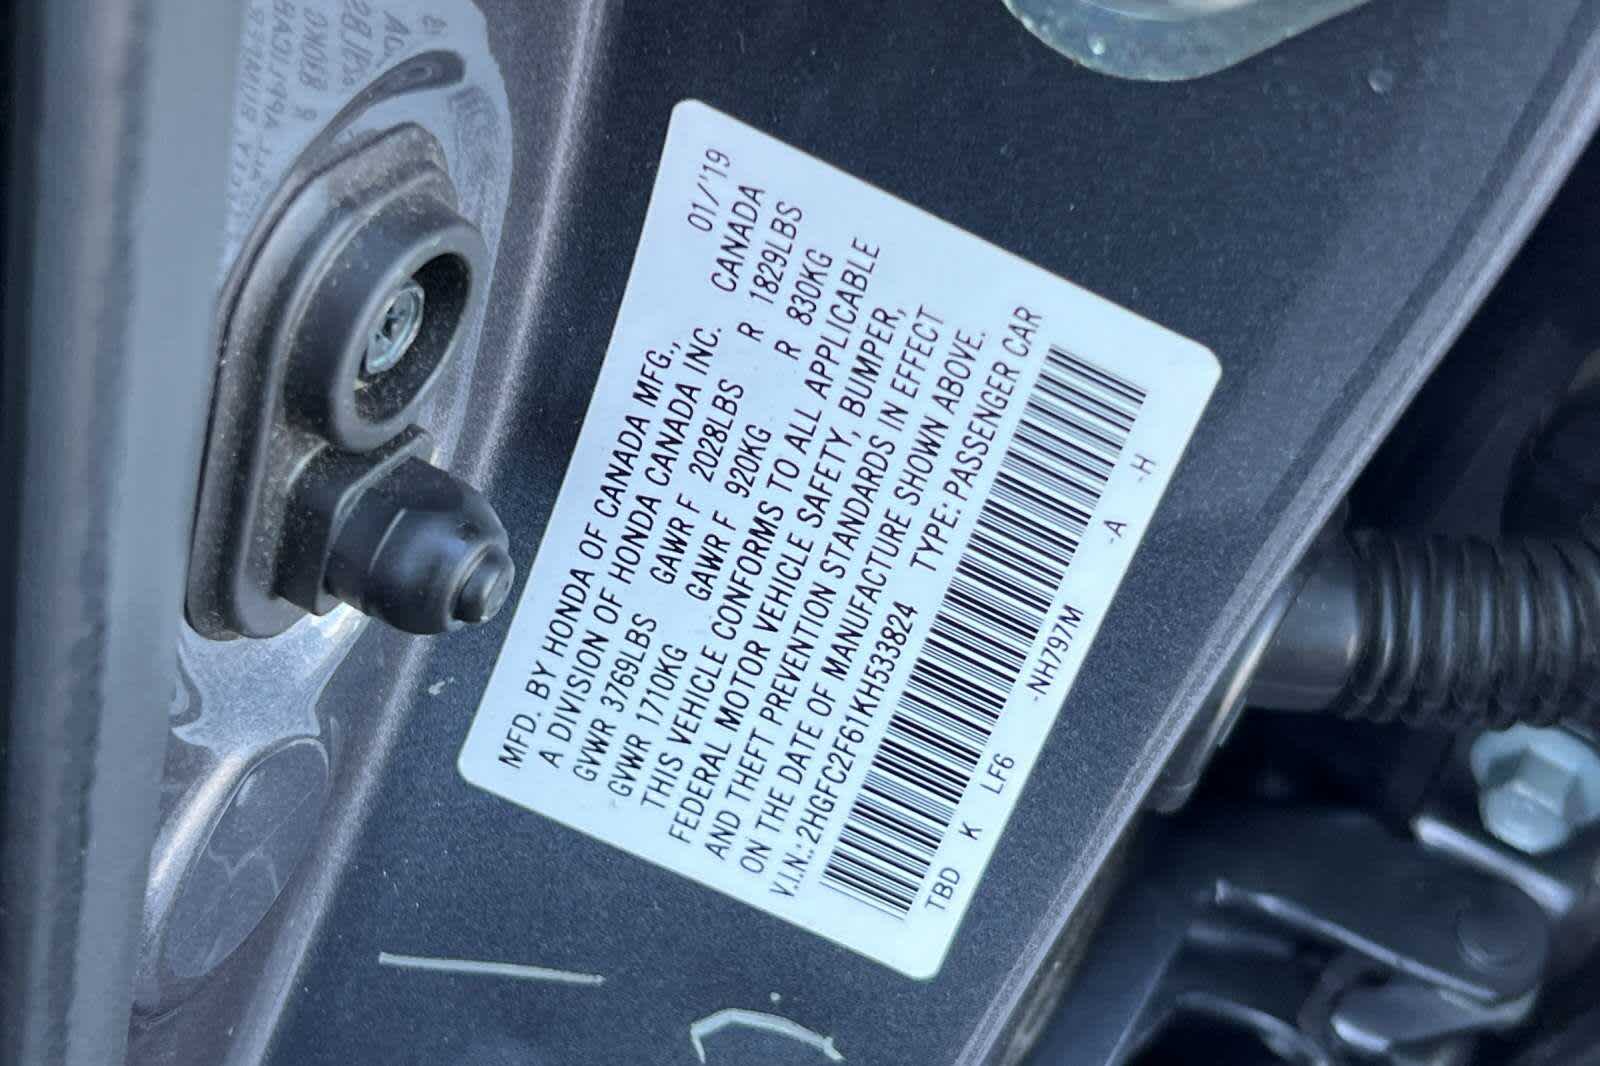 MFD. BY HONDA OF CANADA MFG., 01/'19
A DIVISION OF HONDA CANADA INC. CANADA
GVWR 3769LBS GAWR F 2028LBS R 1829LBS
GVWR 1710KG GAWR F 920KG R 830KG
THIS VEHICLE CONFORMS TO ALL APPLICABLE
FEDERAL MOTOR VEHICLE SAFETY, BUMPER,
AND THEFT PREVENTION STANDARDS IN EFFECT
ON THE DATE OF MANUFACTURE SHOWN ABOVE.
V.I.N.: 2HGFC2F61KH533824 TYPE: PASSENGER CAR
TBD K LF6 -NH797M -A -H